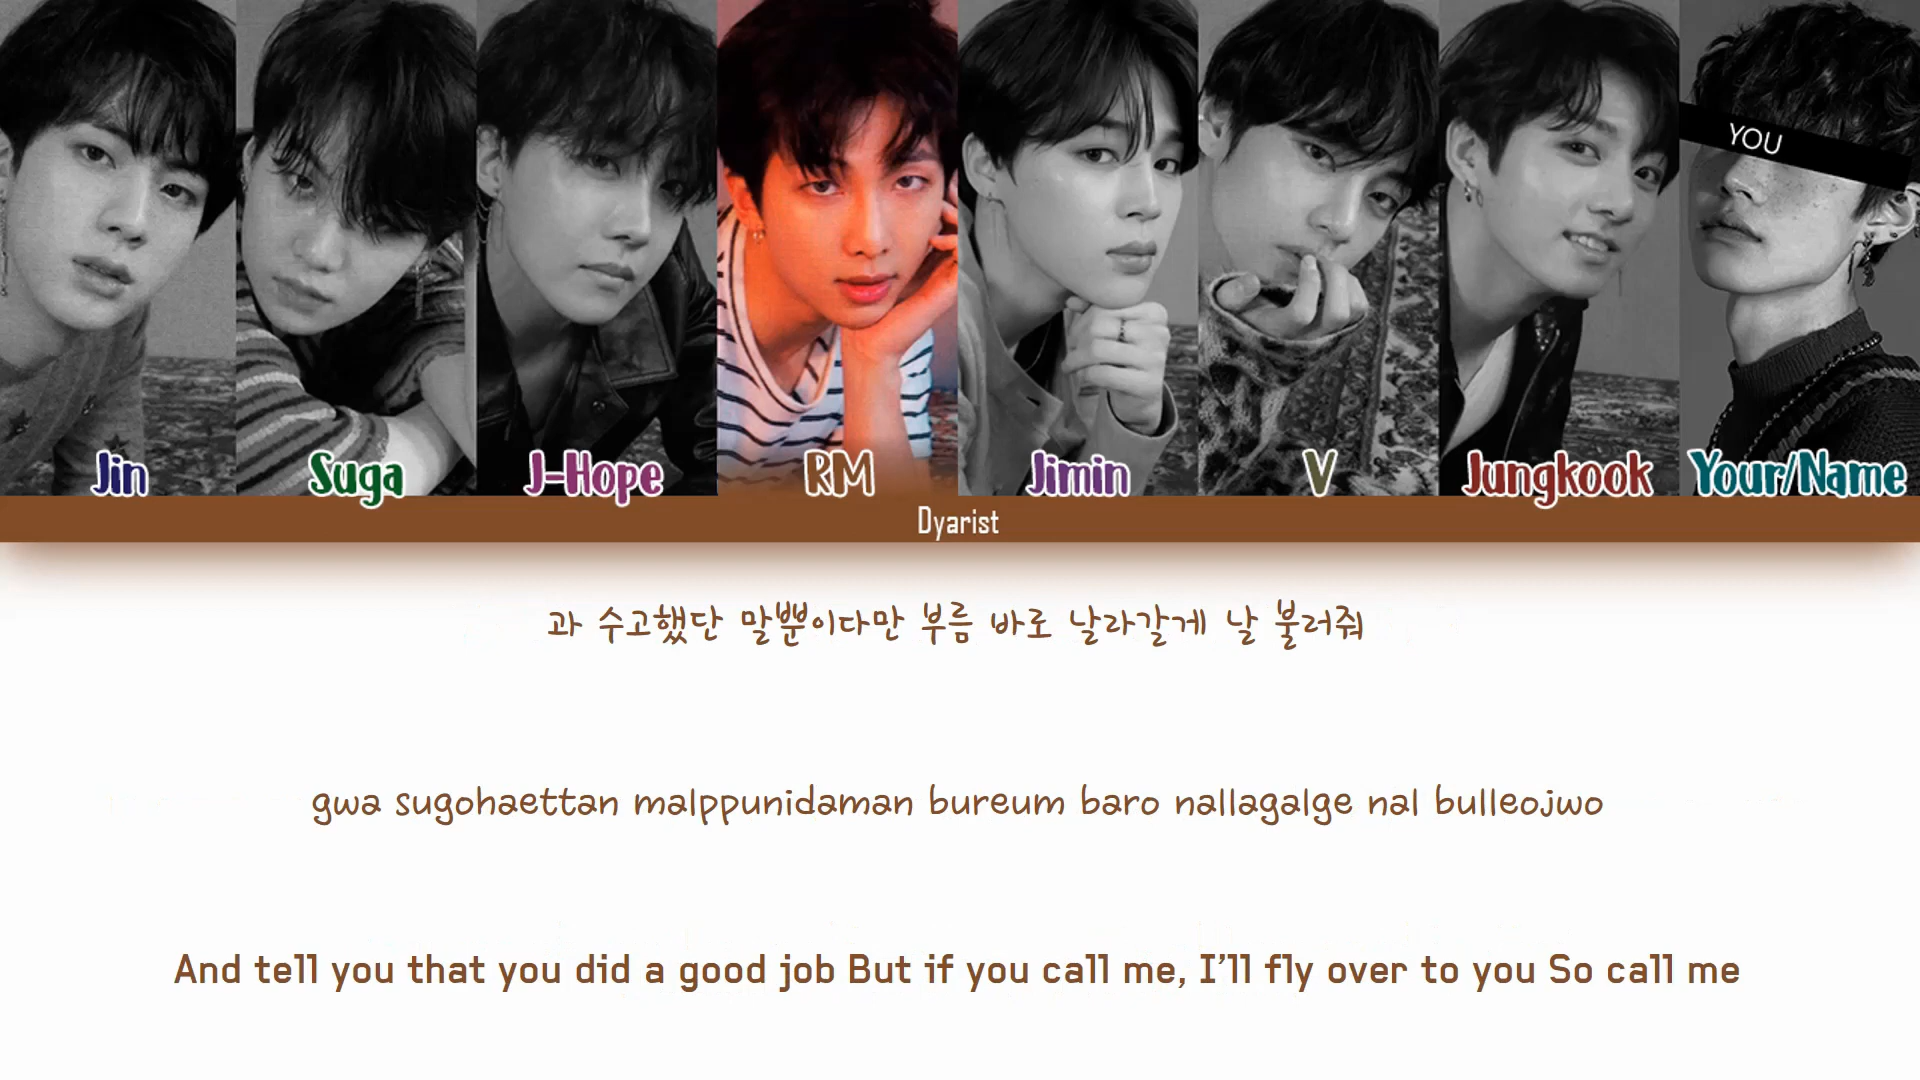 YOU
Jin Suga J-Hope RM Jimin V Jungkook Your/Name
Dyarist
과 수고했단 말뿐이다만 부름 바로 날라갈게 날 불러줘
gwa sugohaettan malppunidaman bureum baro nallagalge nal bulleojwo
And tell you that you did a good job But if you call me, I'll fly over to you So call me